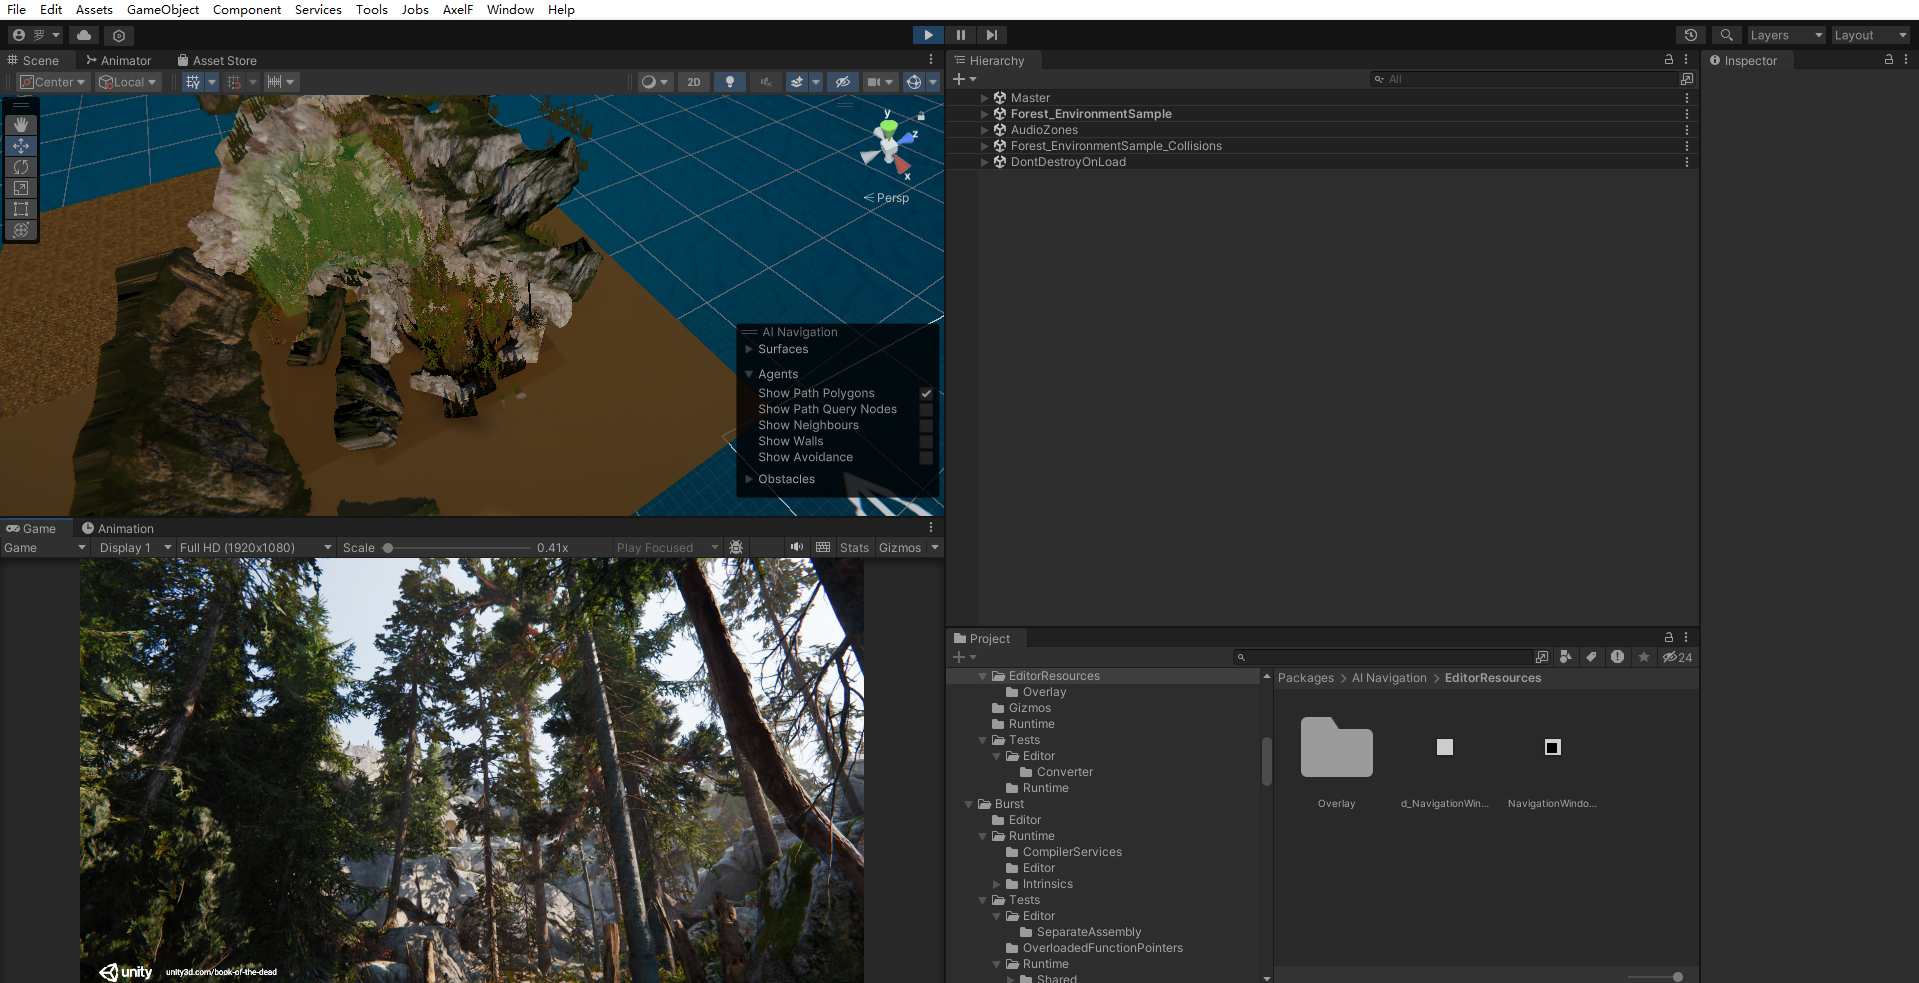 File Edit Assets GameObject Component Services Tools Jobs AxelF Window Help
罗
Layers
Layout
Scene
Animator
Asset Store
Center
Local
2D
y
z
x
Persp
AI Navigation
Surfaces
Agents
Show Path Polygons
Show Path Query Nodes
Show Neighbours
Show Walls
Show Avoidance
Obstacles
Game
Animation
Game
Display 1
Full HD (1920x1080)
Scale
0.41x
Play Focused
Stats
Gizmos
unity
unity3d.com/book-of-the-dead
Hierarchy
All
Master
Forest_EnvironmentSample
AudioZones
Forest_EnvironmentSample_Collisions
DontDestroyOnLoad
Inspector
Project
24
EditorResources
Overlay
Gizmos
Runtime
Tests
Editor
Converter
Runtime
Burst
Editor
Runtime
CompilerServices
Editor
Intrinsics
Tests
Editor
SeparateAssembly
OverloadedFunctionPointers
Runtime
Shared
Packages > AI Navigation > EditorResources
Overlay
d_NavigationWin...
NavigationWindo...